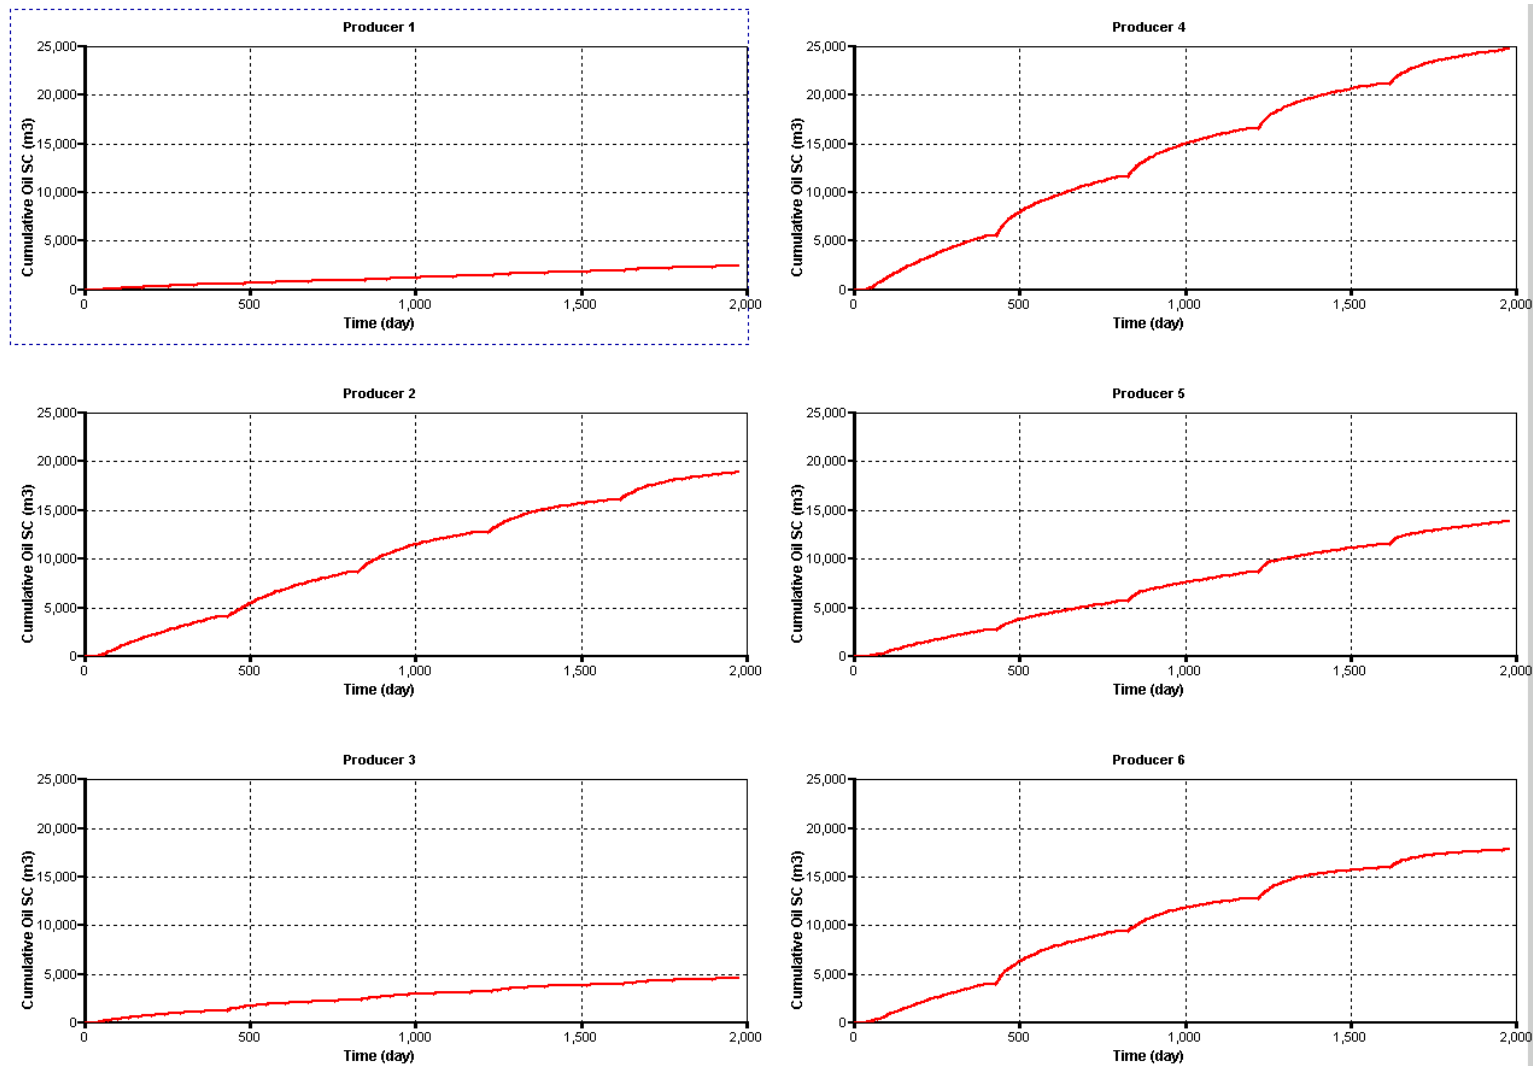 Producer 1
Cumulative Oil SC (m3)
25,000
20,000
15,000
10,000
5,000
0
0 500 1,000 1,500 2,000
Time (day)
Producer 2
Cumulative Oil SC (m3)
25,000
20,000
15,000
10,000
5,000
0
0 500 1,000 1,500 2,000
Time (day)
Producer 3
Cumulative Oil SC (m3)
25,000
20,000
15,000
10,000
5,000
0
0 500 1,000 1,500 2,000
Time (day)
Producer 4
Cumulative Oil SC (m3)
25,000
20,000
15,000
10,000
5,000
0
0 500 1,000 1,500 2,000
Time (day)
Producer 5
Cumulative Oil SC (m3)
25,000
20,000
15,000
10,000
5,000
0
0 500 1,000 1,500 2,000
Time (day)
Producer 6
Cumulative Oil SC (m3)
25,000
20,000
15,000
10,000
5,000
0
0 500 1,000 1,500 2,000
Time (day)